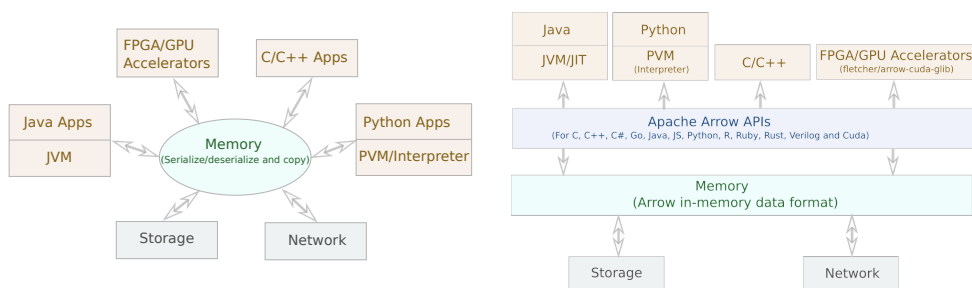 FPGA/GPU
Accelerators
C/C++ Apps
Java Apps
JVM
Python Apps
PVM/Interpreter
Memory
(Serialize/deserialize and copy)
Storage
Network
Java
JVM/JIT
Python
PVM
(Interpreter)
C/C++
FPGA/GPU Accelerators
(fletcher/arrow-cuda-glib)
Apache Arrow APIs
(For C, C++, C#, Go, Java, JS, Python, R, Ruby, Rust, Verilog and Cuda)
Memory
(Arrow in-memory data format)
Storage
Network